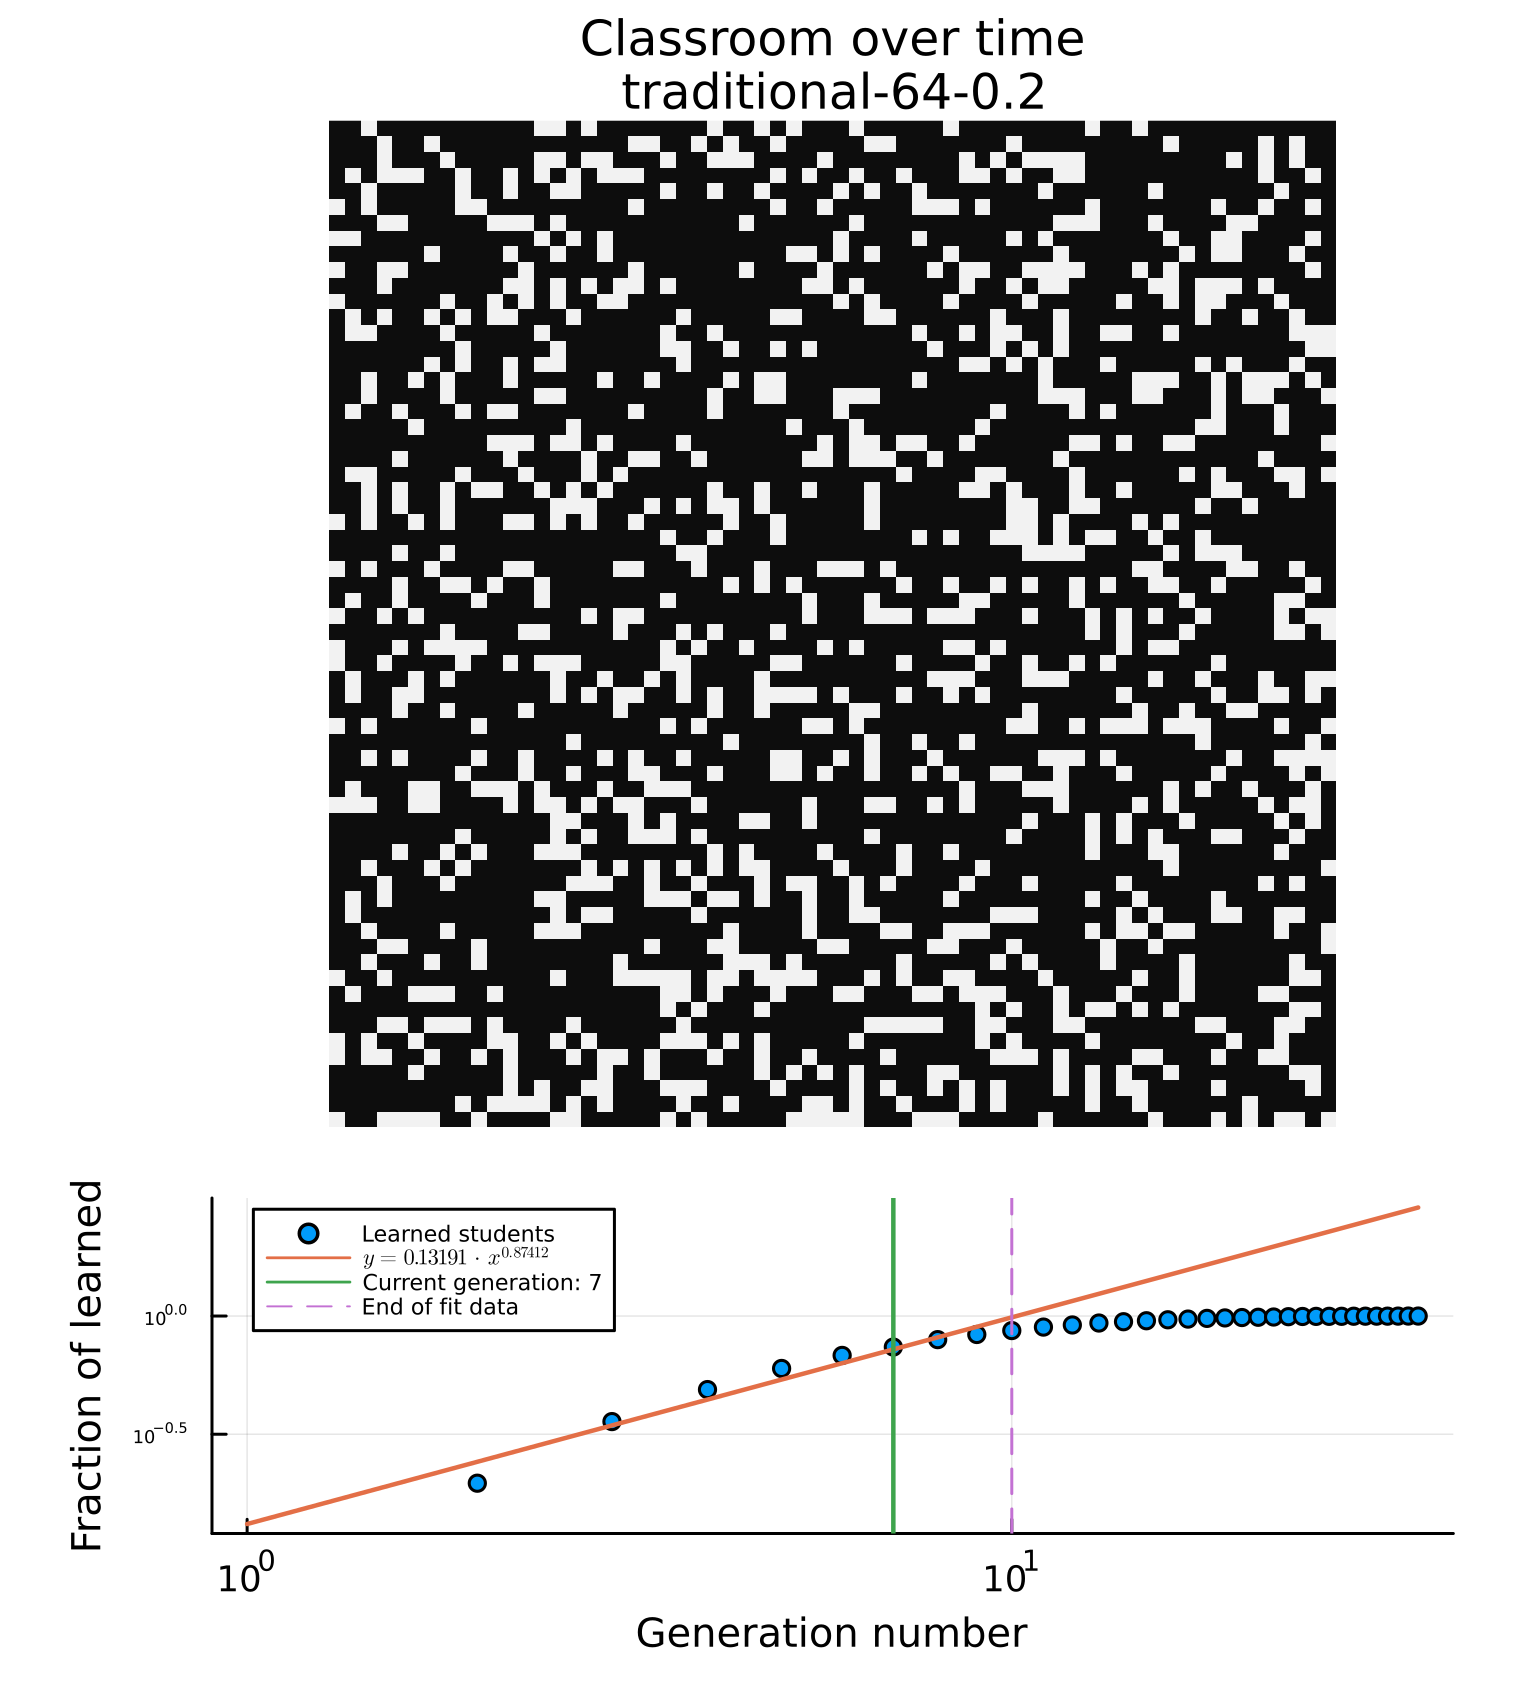 Classroom over time
traditional-64-0.2
Fraction of learned
Learned students
y = 0.13191 · x^0.87412
Current generation: 7
End of fit data
10^0.0
10^−0.5
10^0
10^1
Generation number